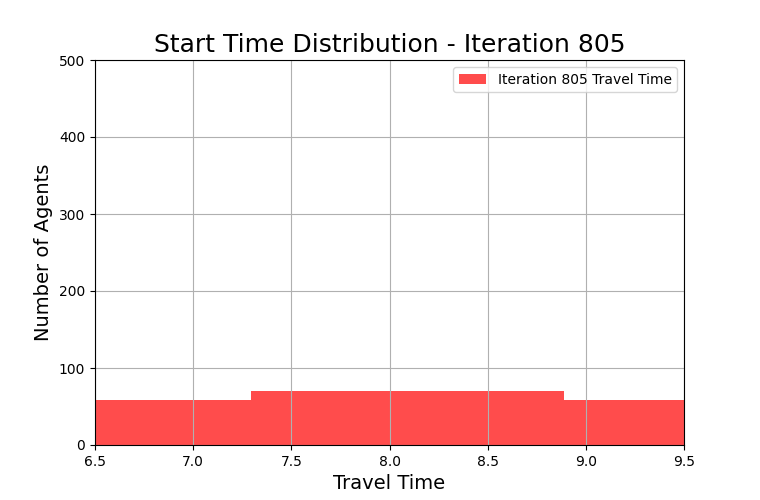 Start Time Distribution - Iteration 805
500
400
300
200
100
0
Number of Agents
Iteration 805 Travel Time
6.5 7.0 7.5 8.0 8.5 9.0 9.5
Travel Time